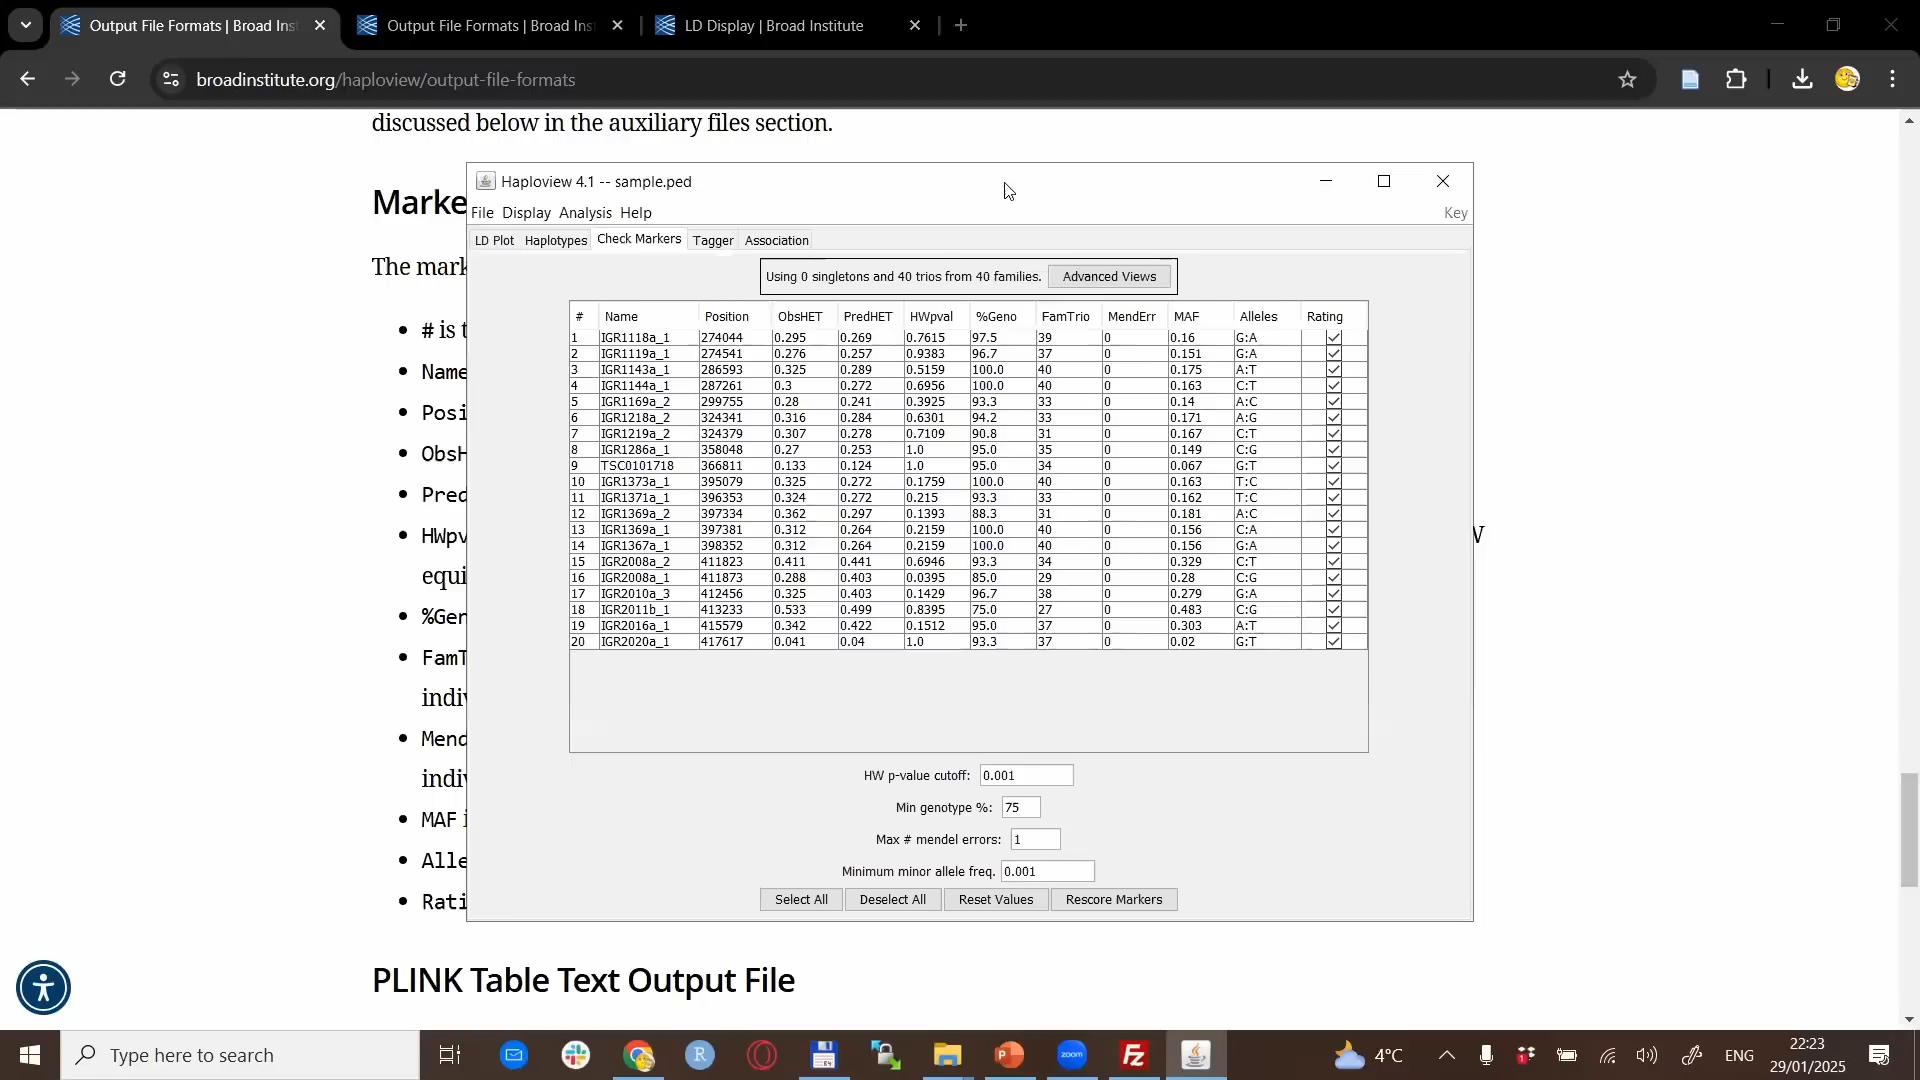 Output File Formats | Broad Ins
Output File Formats | Broad Ins
LD Display | Broad Institute
broadinstitute.org/haploview/output-file-formats
discussed below in the auxiliary files section.
Marke
The mark
# is t
Name
Posi
ObsH
Pred
HWpv
W
equi
%Gen
FamT
indiv
Mend
indiv
MAF i
Alle
Rati
PLINK Table Text Output File
Haploview 4.1 -- sample.ped
File Display Analysis Help Key
LD Plot Haplotypes Check Markers Tagger Association
Using 0 singletons and 40 trios from 40 families. Advanced Views
# Name Position ObsHET PredHET HWpval %Geno FamTrio MendErr MAF Alleles Rating
1 IGR1118a_1 274044 0.295 0.269 0.7615 97.5 39 0 0.16 G:A
2 IGR1119a_1 274541 0.276 0.257 0.9383 96.7 37 0 0.151 G:A
3 IGR1143a_1 286593 0.325 0.289 0.5159 100.0 40 0 0.175 A:T
4 IGR1144a_1 287261 0.3 0.272 0.6956 100.0 40 0 0.163 C:T
5 IGR1169a_2 299755 0.28 0.241 0.3925 93.3 33 0 0.14 A:C
6 IGR1218a_2 324341 0.316 0.284 0.6301 94.2 33 0 0.171 A:G
7 IGR1219a_2 324379 0.307 0.278 0.7109 90.8 31 0 0.167 C:T
8 IGR1286a_1 358048 0.27 0.253 1.0 95.0 35 0 0.149 C:G
9 TSC0101718 366811 0.133 0.124 1.0 95.0 34 0 0.067 G:T
10 IGR1373a_1 395079 0.325 0.272 0.1759 100.0 40 0 0.163 T:C
11 IGR1371a_1 396353 0.324 0.272 0.215 93.3 33 0 0.162 T:C
12 IGR1369a_2 397334 0.362 0.297 0.1393 88.3 31 0 0.181 A:C
13 IGR1369a_1 397381 0.312 0.264 0.2159 100.0 40 0 0.156 C:A
14 IGR1367a_1 398352 0.312 0.264 0.2159 100.0 40 0 0.156 G:A
15 IGR2008a_2 411823 0.411 0.441 0.6946 93.3 34 0 0.329 C:T
16 IGR2008a_1 411873 0.288 0.403 0.0395 85.0 29 0 0.28 C:G
17 IGR2010a_3 412456 0.325 0.403 0.1429 96.7 38 0 0.279 G:A
18 IGR2011b_1 413233 0.533 0.499 0.8395 75.0 27 0 0.483 C:G
19 IGR2016a_1 415579 0.342 0.422 0.1512 95.0 37 0 0.303 A:T
20 IGR2020a_1 417617 0.041 0.04 1.0 93.3 37 0 0.02 G:T
HW p-value cutoff: 0.001
Min genotype %: 75
Max # mendel errors: 1
Minimum minor allele freq. 0.001
Select All Deselect All Reset Values Rescore Markers
Type here to search
zoom
4°C
ENG
22:23
29/01/2025